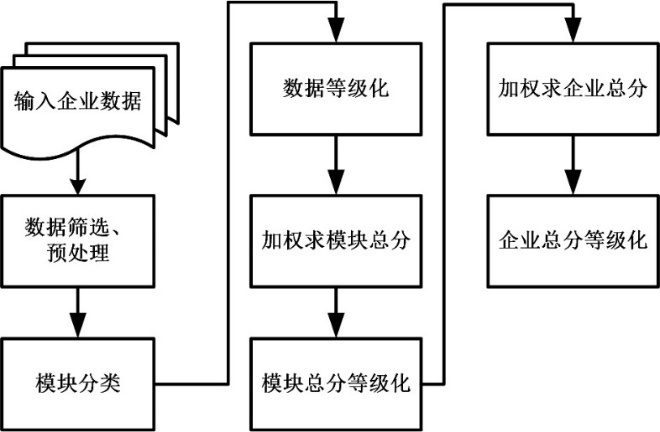 输入企业数据
数据筛选、
预处理
模块分类
数据等级化
加权求模块总分
模块总分等级化
加权求企业总分
企业总分等级化